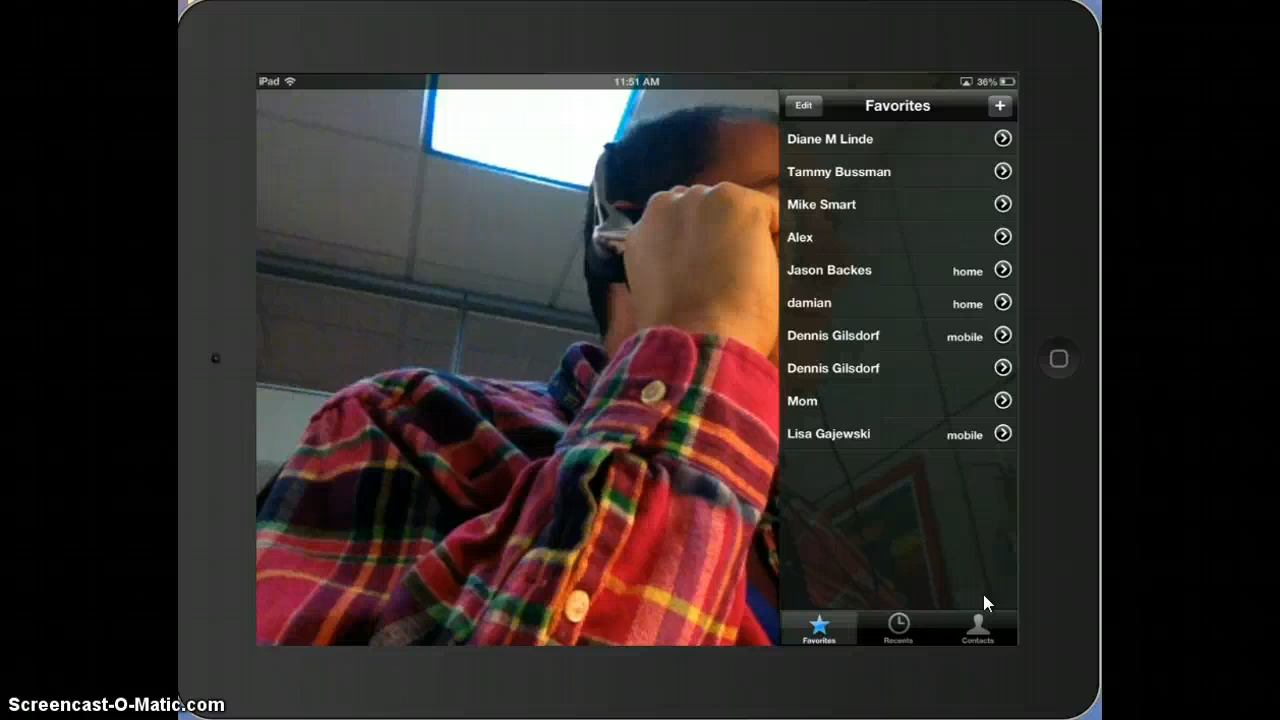 iPad 11:51 AM 36%
Edit Favorites +
Diane M Linde
Tammy Bussman
Mike Smart
Alex
Jason Backes home
damian home
Dennis Gilsdorf mobile
Dennis Gilsdorf
Mom
Lisa Gajewski mobile
Favorites Recents Contacts
Screencast-O-Matic.com